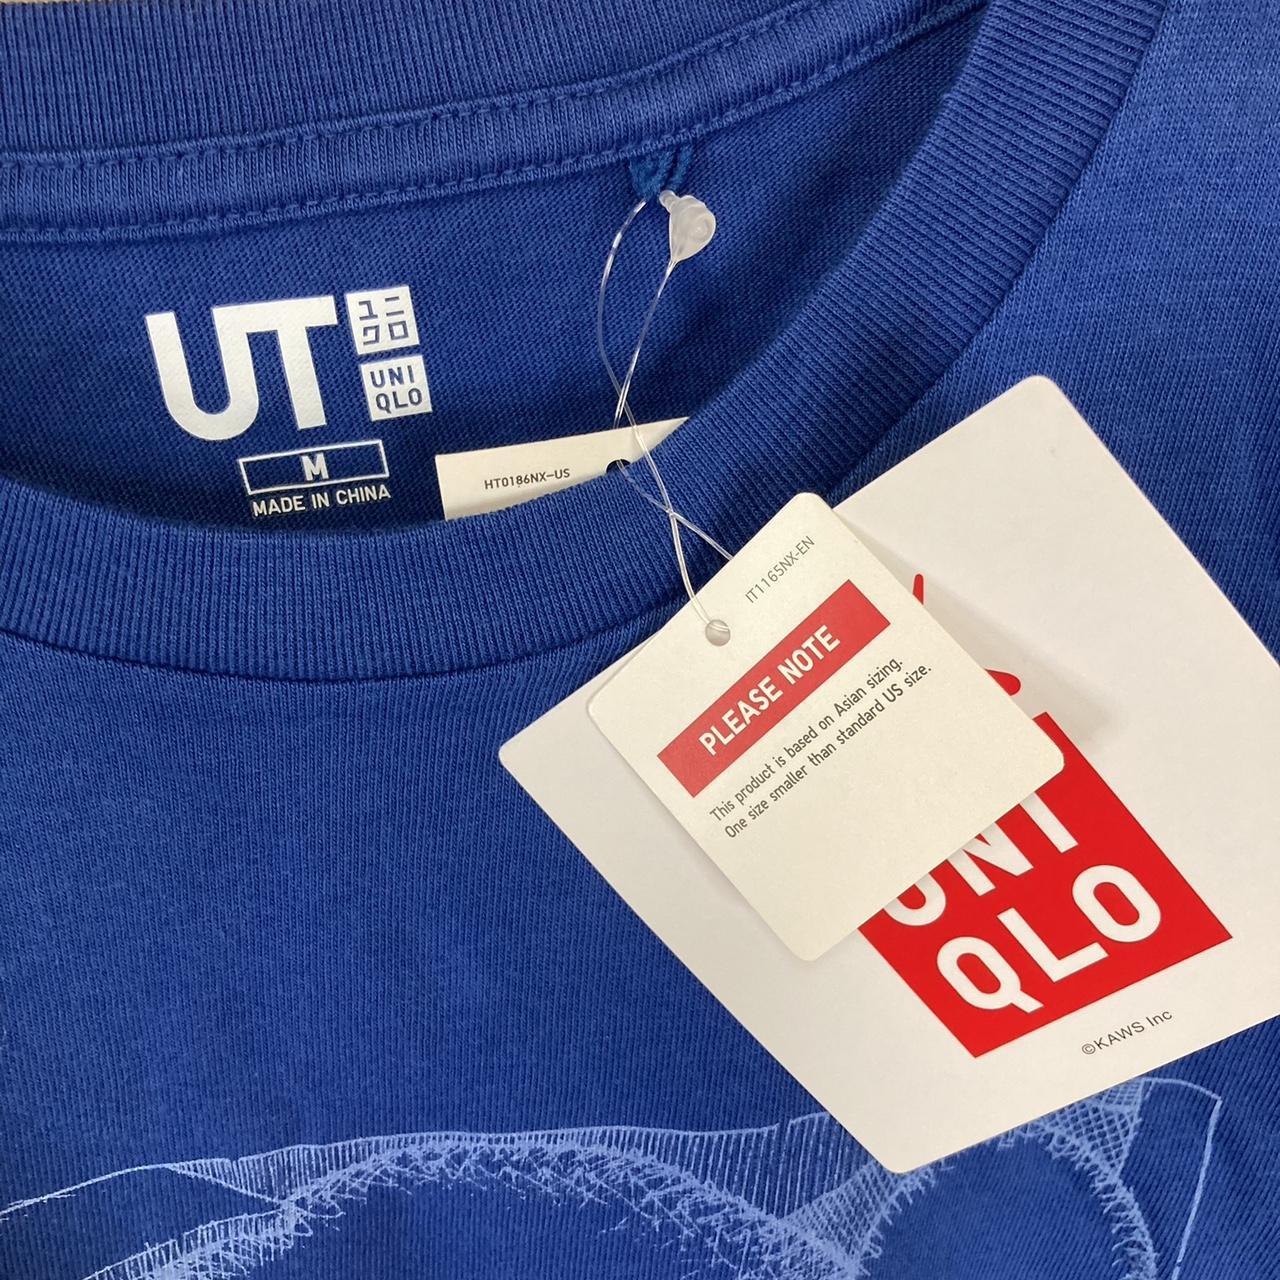 UT
ユニ
クロ
UNI
QLO
M
MADE IN CHINA
HT0186NX-US
IT1165NX-EN
PLEASE NOTE
This product is based on Asian sizing.
One size smaller than standard US size.
UNI
QLO
©KAWS Inc